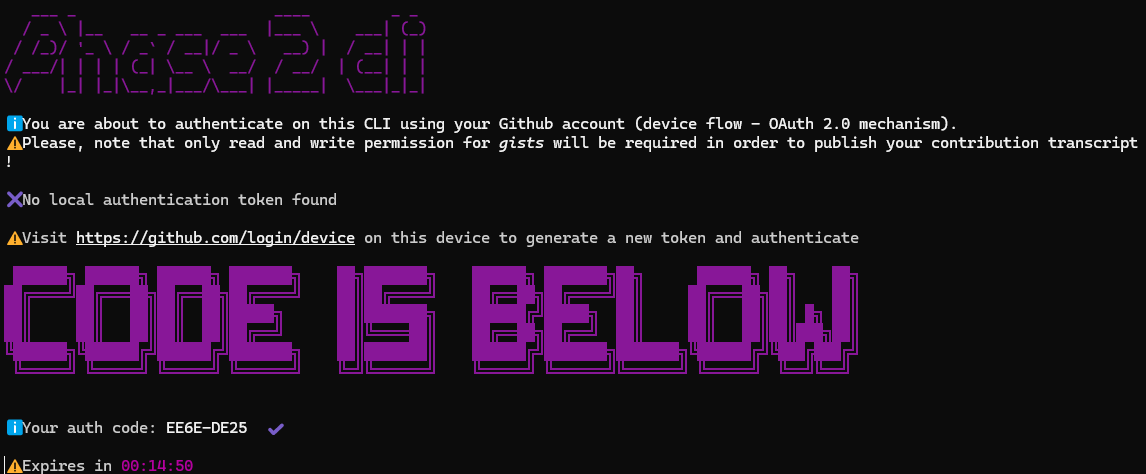 Phase 2 cli
ℹ️You are about to authenticate on this CLI using your Github account (device flow - OAuth 2.0 mechanism).
⚠️Please, note that only read and write permission for gists will be required in order to publish your contribution transcript
!
❌No local authentication token found
⚠️Visit https://github.com/login/device on this device to generate a new token and authenticate
CODE IS BELOW
ℹ️Your auth code: EE6E-DE25 ✔
⚠️Expires in 00:14:50